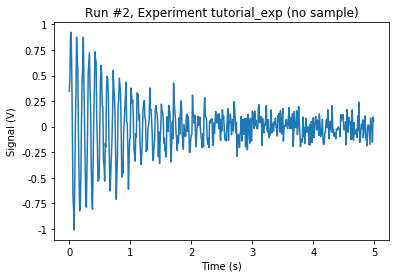 Run #2, Experiment tutorial_exp (no sample)
1
0.75
0.5
0.25
0
-0.25
-0.5
-0.75
-1
Signal (V)
0 1 2 3 4 5
Time (s)